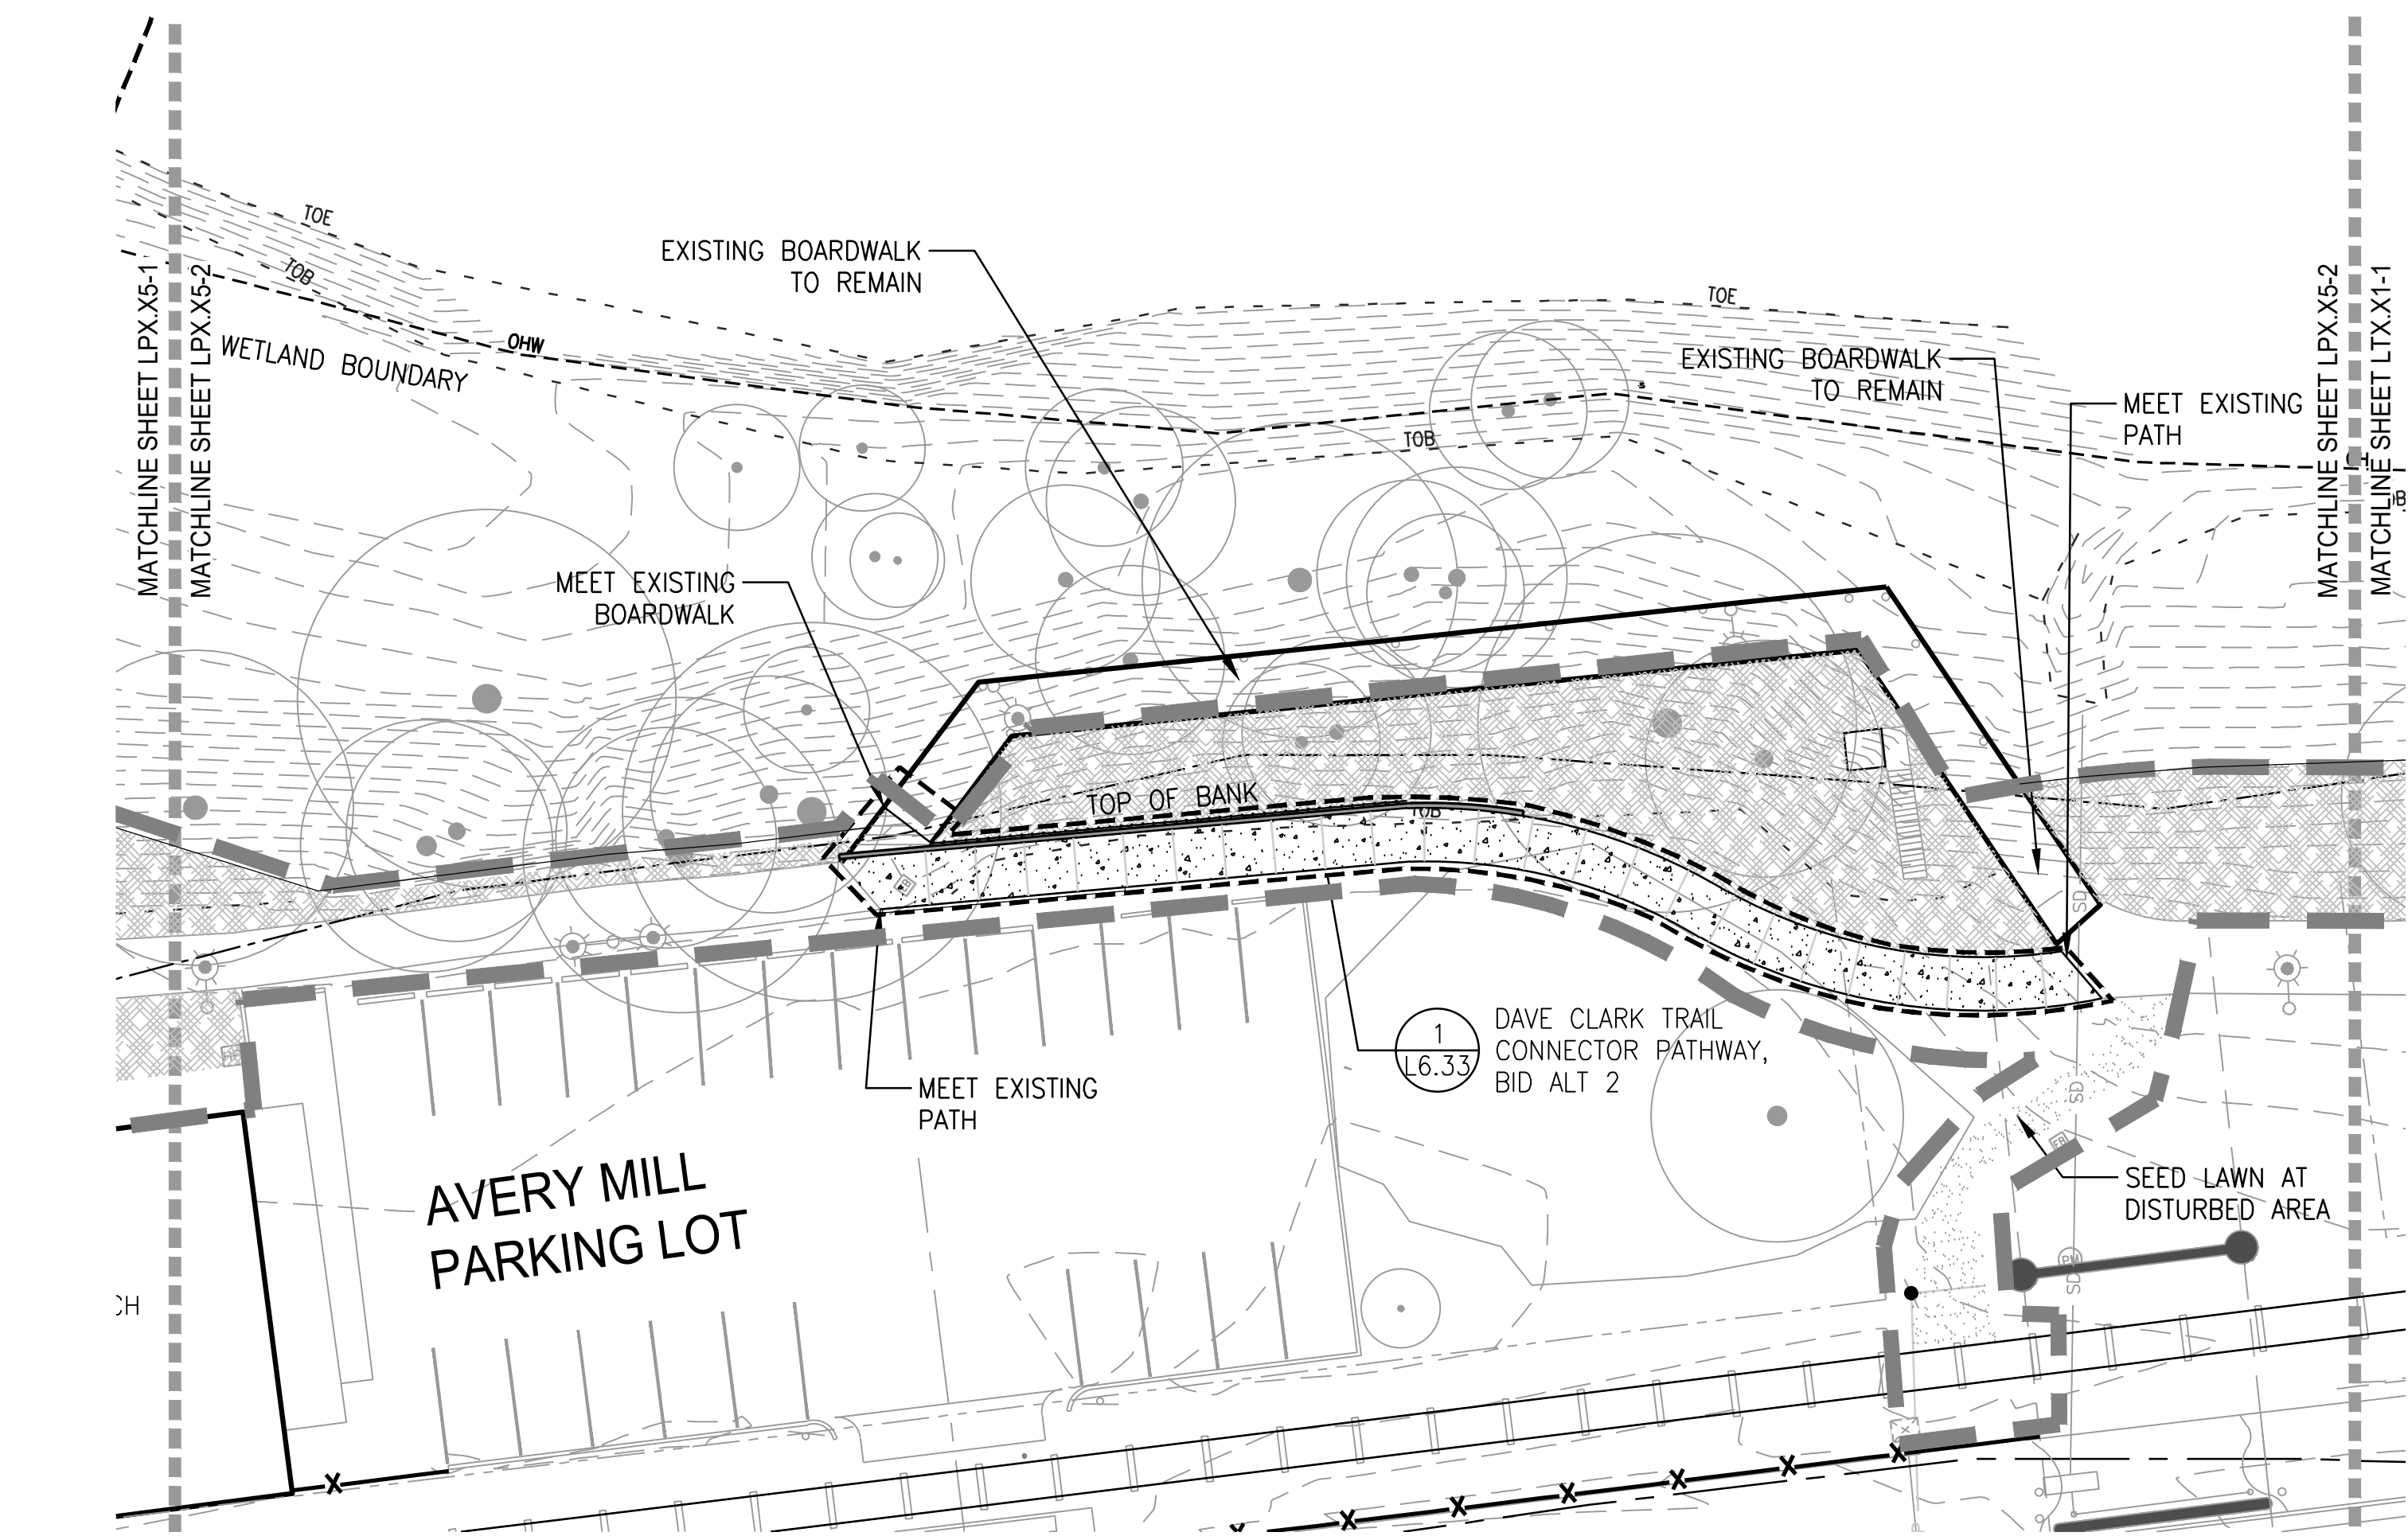 TOE
TOB
OHW
WETLAND BOUNDARY
MATCHLINE SHEET LPX.X5-1
MATCHLINE SHEET LPX.X5-2
EXISTING BOARDWALK
TO REMAIN
TOE
EXISTING BOARDWALK
TO REMAIN
TOB
MEET EXISTING
PATH
MATCHLINE SHEET LPX.X5-2
MATCHLINE SHEET LTX.X1-1
MEET EXISTING
BOARDWALK
TOP OF BANK
TOB
SD
1
L6.33
DAVE CLARK TRAIL
CONNECTOR PATHWAY,
BID ALT 2
MEET EXISTING
PATH
SD
SEED LAWN AT
DISTURBED AREA
AVERY MILL
PARKING LOT
PM
SD
CH